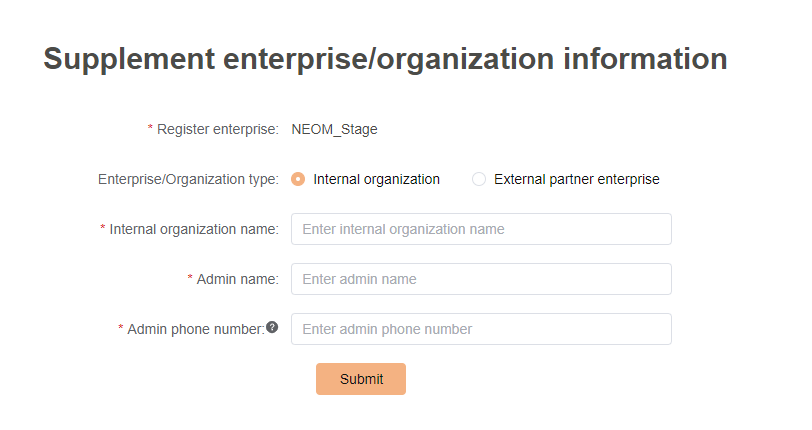 Supplement enterprise/organization information
* Register enterprise: NEOM_Stage
Enterprise/Organization type: Internal organization External partner enterprise
* Internal organization name: Enter internal organization name
* Admin name: Enter admin name
* Admin phone number:? Enter admin phone number
Submit